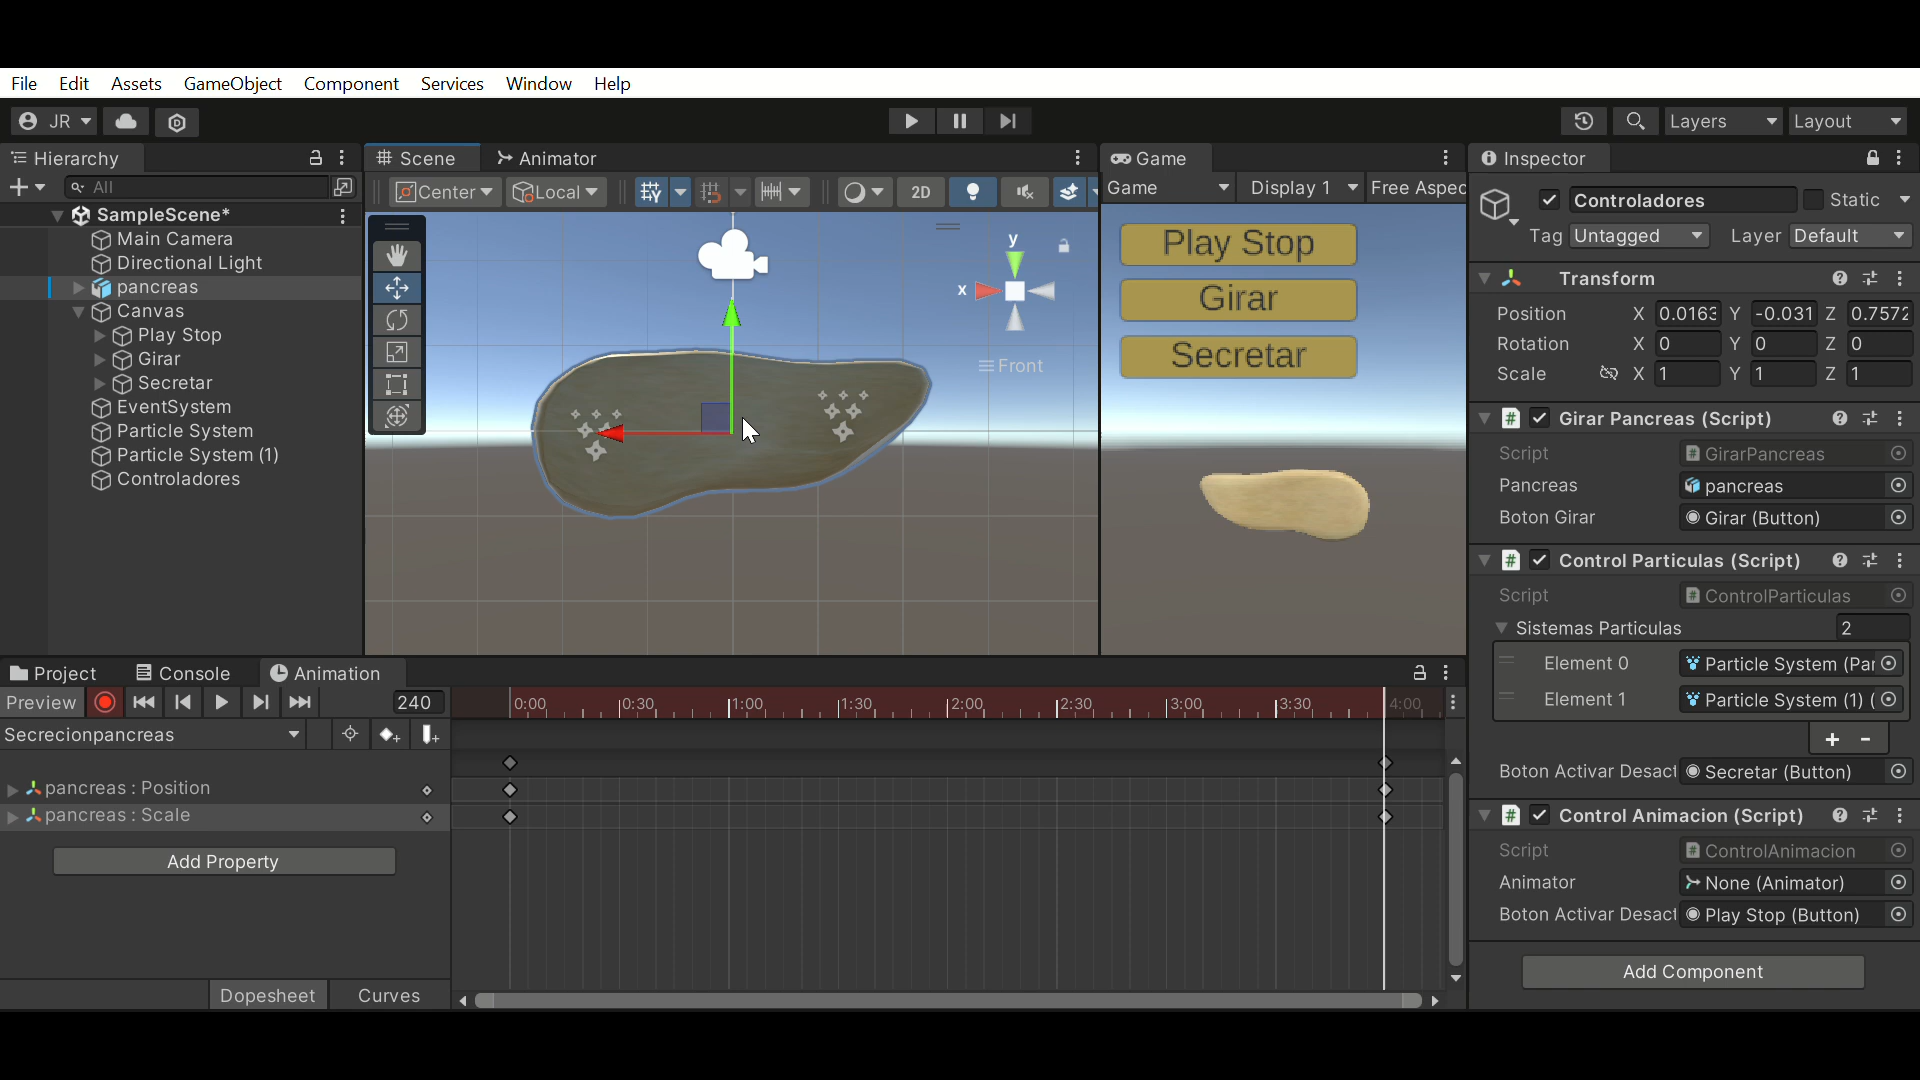 File Edit Assets GameObject Component Services Window Help
JR
Layers
Layout
Hierarchy
All
SampleScene*
Main Camera
Directional Light
pancreas
Canvas
Play Stop
Girar
Secretar
EventSystem
Particle System
Particle System (1)
Controladores
Scene
Animator
Center
Local
2D
y
x
Front
Game
Game
Display 1
Free Aspec
Play Stop
Girar
Secretar
Inspector
Controladores
Static
Tag Untagged
Layer Default
Transform
Position X 0.0163 Y -0.031 Z 0.7572
Rotation X 0 Y 0 Z 0
Scale X 1 Y 1 Z 1
Girar Pancreas (Script)
Script GirarPancreas
Pancreas pancreas
Boton Girar Girar (Button)
Control Particulas (Script)
Script ControlParticulas
Sistemas Particulas 2
Element 0 Particle System (Par
Element 1 Particle System (1) (
Boton Activar Desact Secretar (Button)
Control Animacion (Script)
Script ControlAnimacion
Animator None (Animator)
Boton Activar Desact Play Stop (Button)
Add Component
Project
Console
Animation
Preview
240
0:00 0:30 1:00 1:30 2:00 2:30 3:00 3:30 4:00
Secrecionpancreas
pancreas : Position
pancreas : Scale
Add Property
Dopesheet
Curves